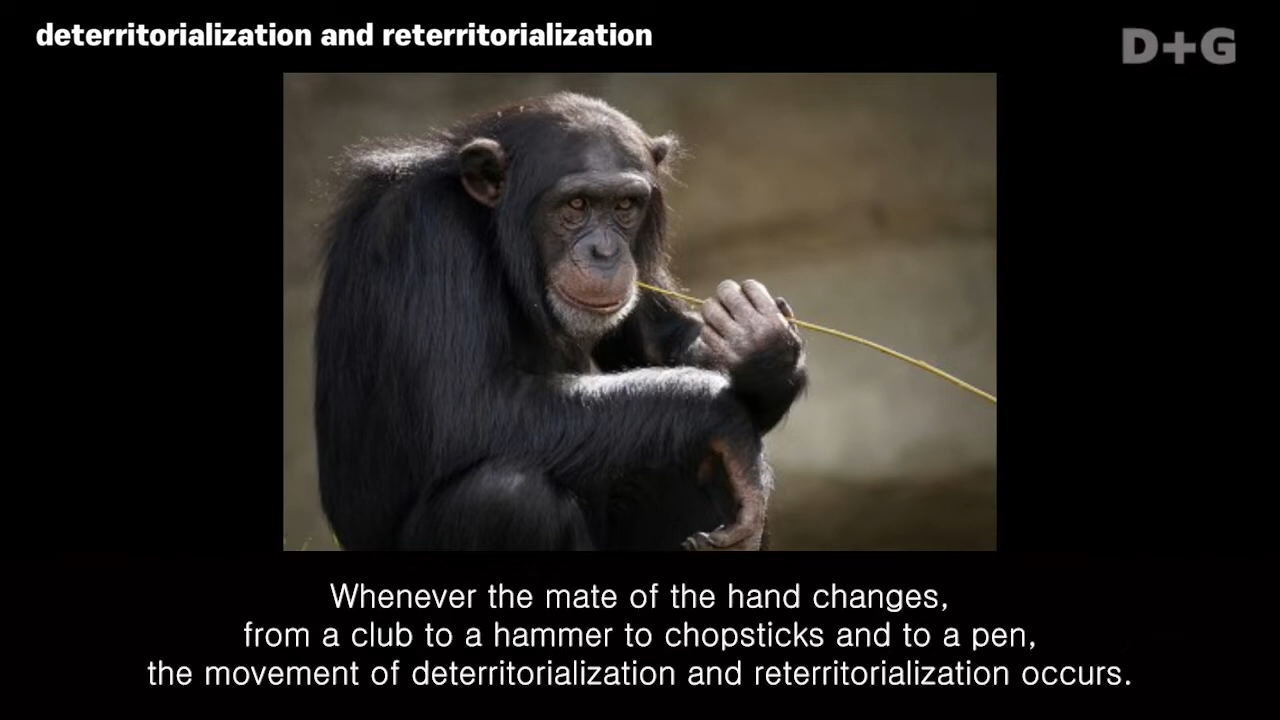 deterritorialization and reterritorialization
D+G
Whenever the mate of the hand changes,
from a club to a hammer to chopsticks and to a pen,
the movement of deterritorialization and reterritorialization occurs.